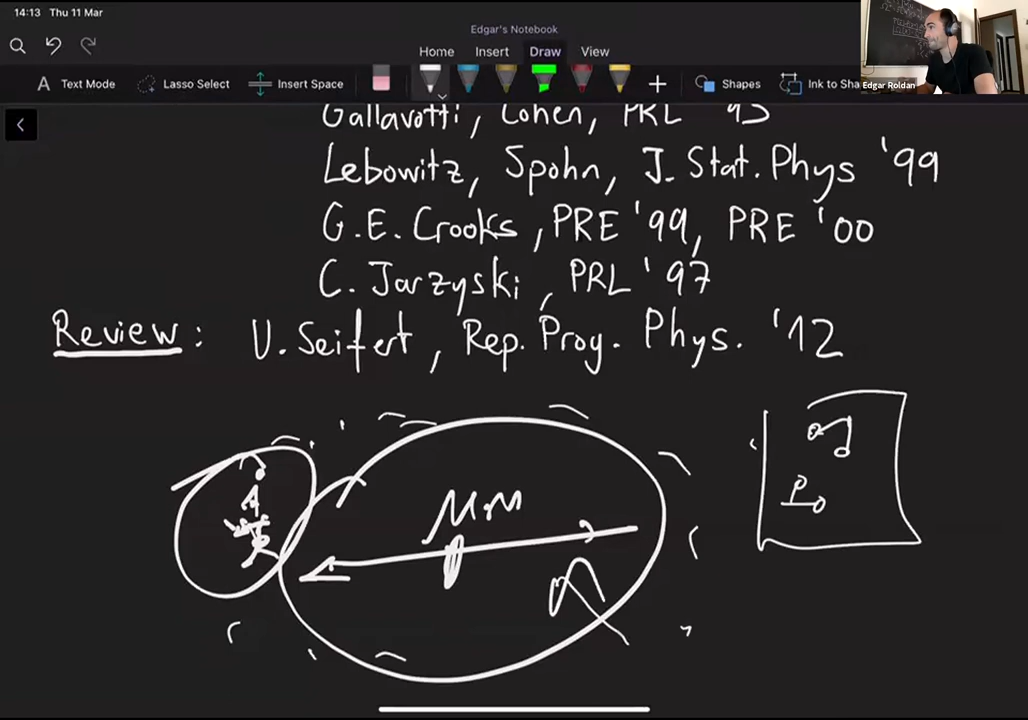 14:13 Thu 11 Mar
Edgar's Notebook
Home Insert Draw View
A Text Mode Lasso Select Insert Space Shapes Ink to Sha
Edgar Roldan
Gallavotti, Cohen, PRL '95
Lebowitz, Spohn, J. Stat. Phys '99
G.E. Crooks, PRE '99, PRE '00
C. Jarzyski, PRL '97
Review: U. Seifert, Rep. Prog. Phys. '12